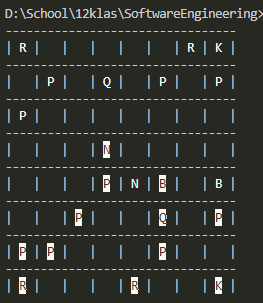 D:\School\12klas\SoftwareEngineering>
---------------------------------
| R |   |   |   |   |   | R | K |
---------------------------------
|   | P |   | Q |   | P |   | P |
---------------------------------
| P |   |   |   |   |   |   |   |
---------------------------------
|   |   |   | N |   |   |   |   |
---------------------------------
|   |   |   | P | N | B |   | B |
---------------------------------
|   |   | P |   |   | Q |   | P |
---------------------------------
| P | P |   |   |   | P |   |   |
---------------------------------
| R |   |   |   | R |   |   | K |